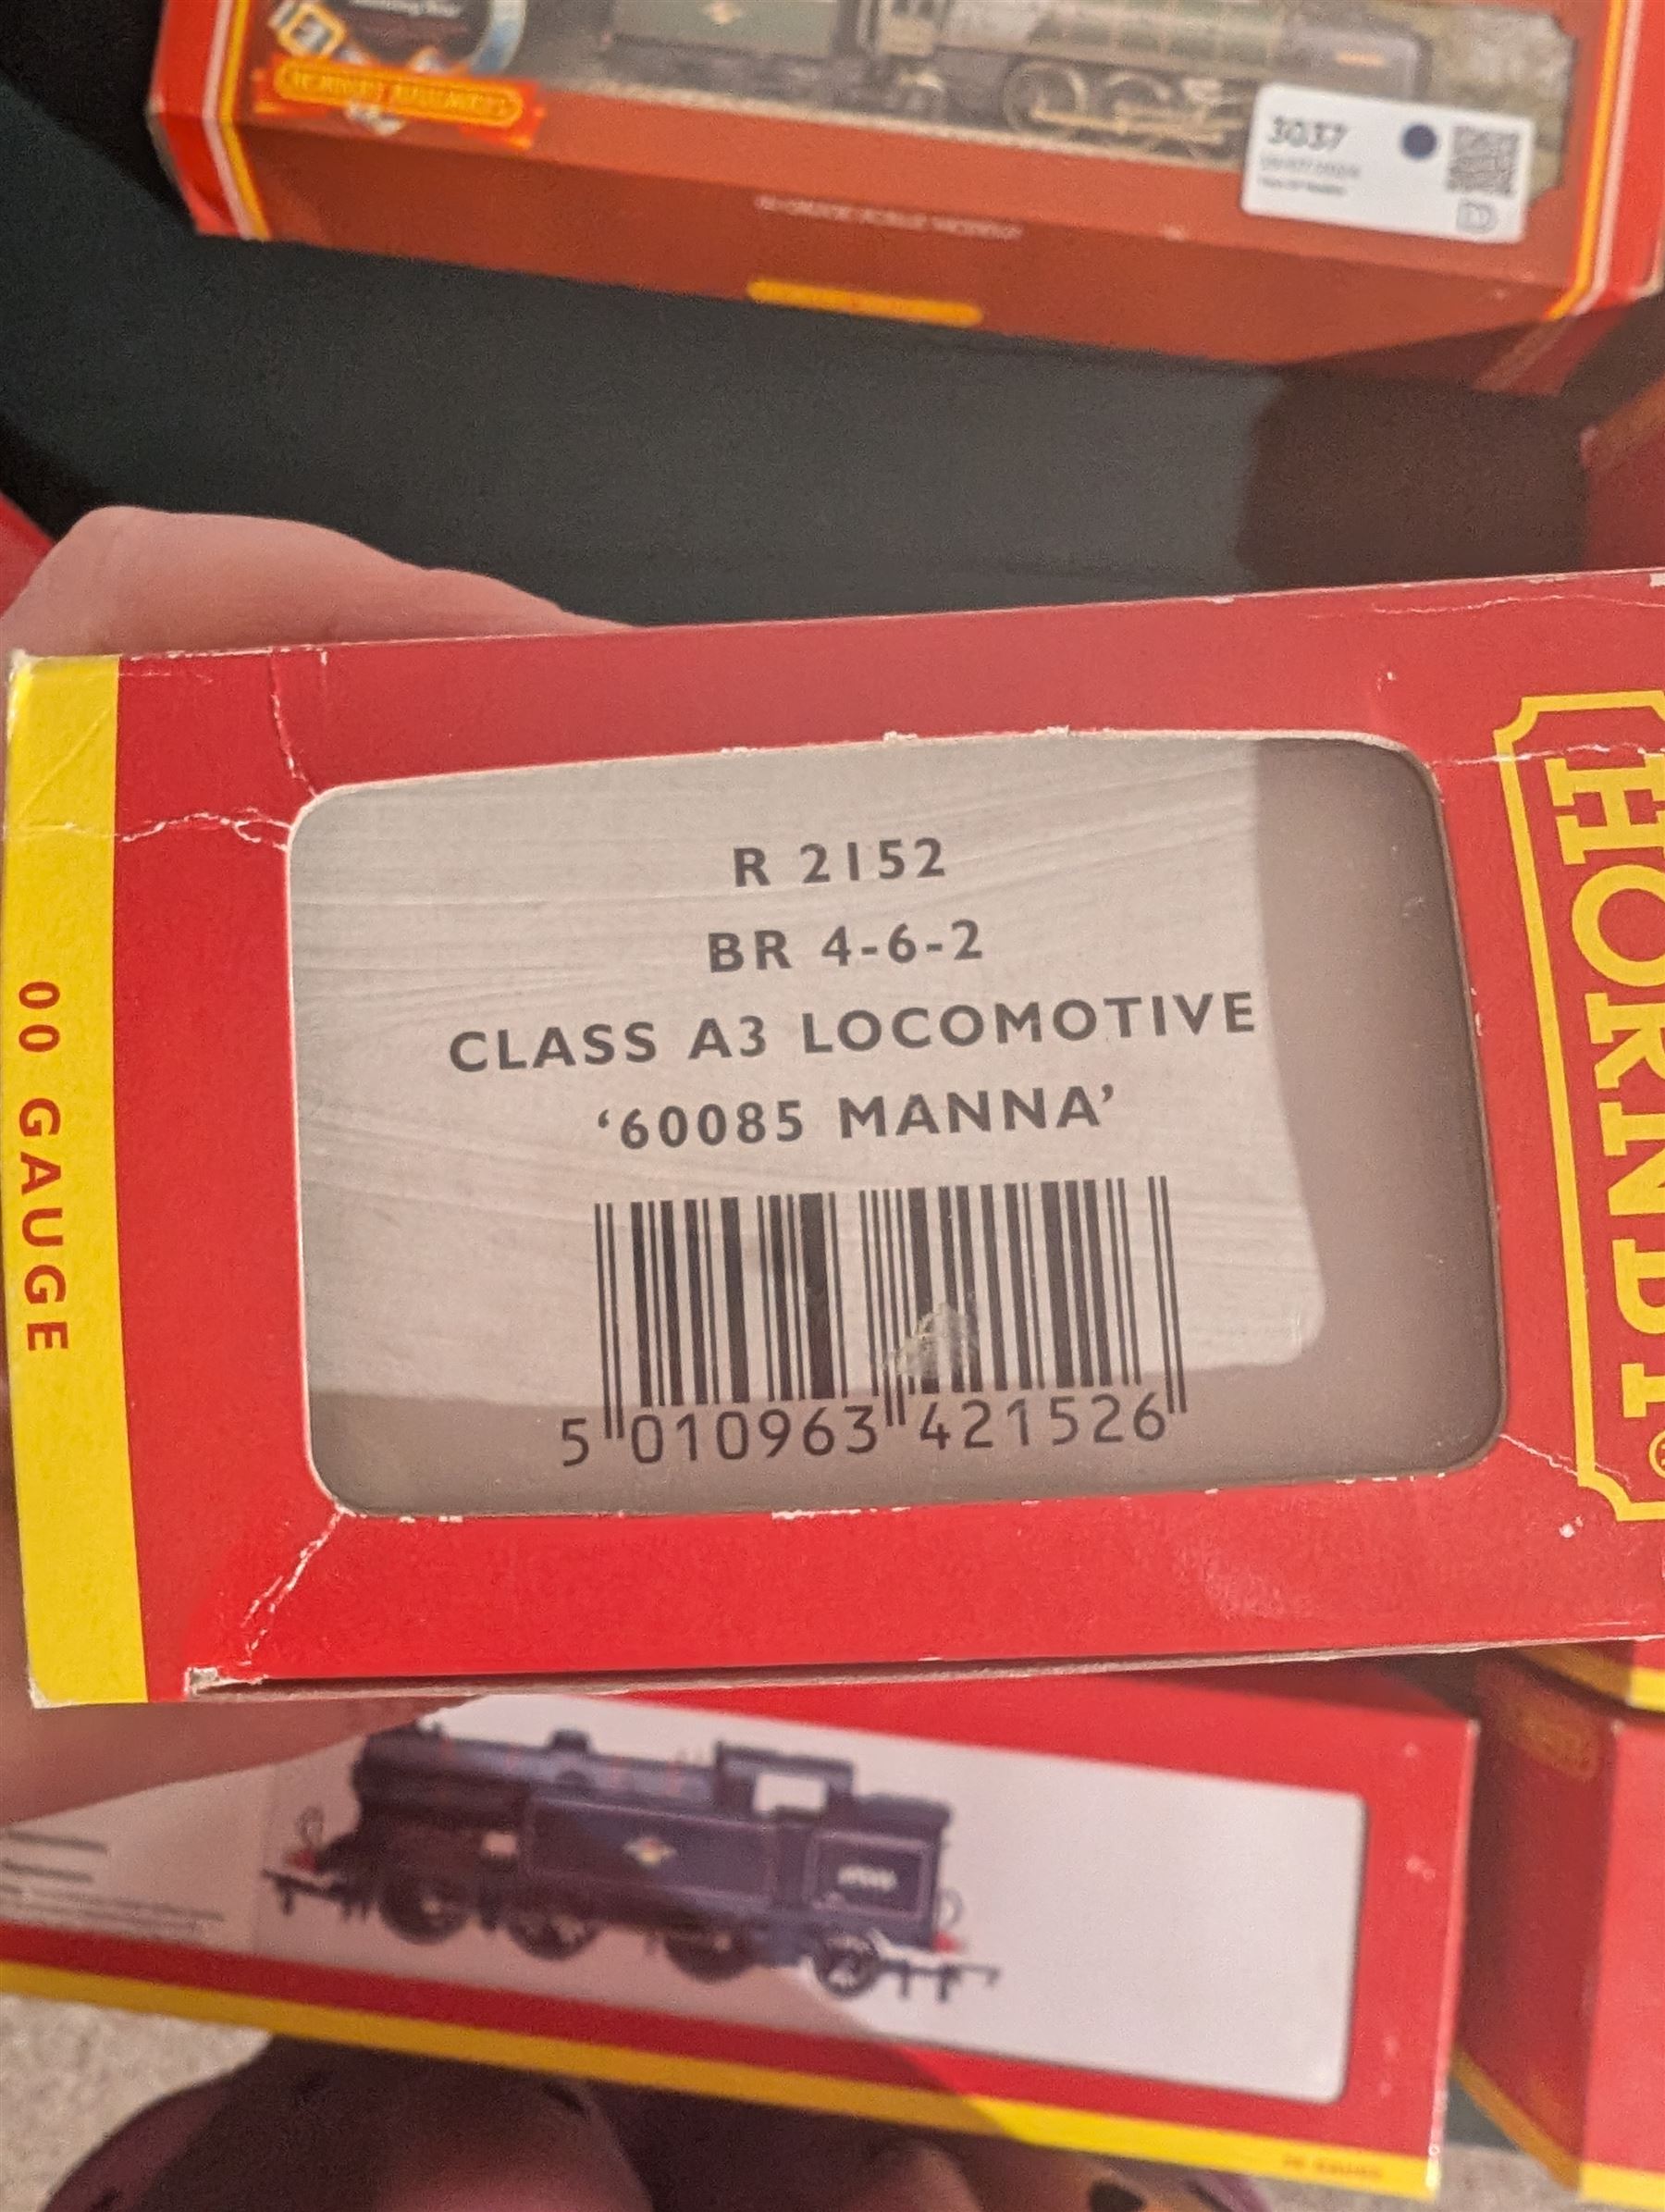 3037
00 GAUGE
R 2152
BR 4-6-2
CLASS A3 LOCOMOTIVE
‘60085 MANNA’
5 010963 421526
HORNBY